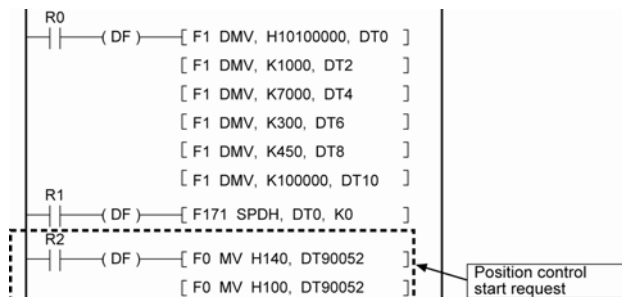 R0
( DF ) [ F1 DMV, H10100000, DT0 ]
[ F1 DMV, K1000, DT2 ]
[ F1 DMV, K7000, DT4 ]
[ F1 DMV, K300, DT6 ]
[ F1 DMV, K450, DT8 ]
[ F1 DMV, K100000, DT10 ]
R1
( DF ) [ F171 SPDH, DT0, K0 ]
R2
( DF ) [ F0 MV H140, DT90052 ]
[ F0 MV H100, DT90052 ]
Position control
start request